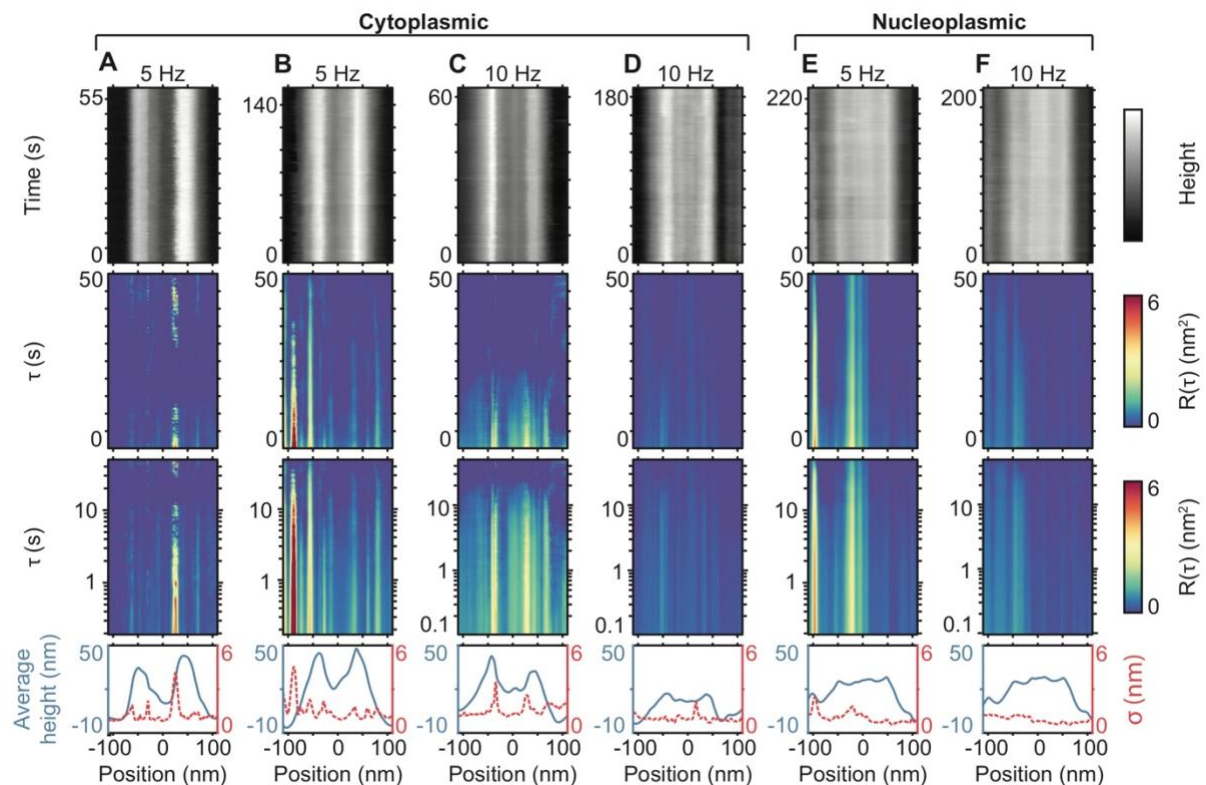 Cytoplasmic Nucleoplasmic
A B C D E F
5 Hz 5 Hz 10 Hz 10 Hz 5 Hz 10 Hz
55 140 60 180 220 200
Time (s)
0 0 0 0 0 0
Height
50 50 50 50 50 50
τ (s)
0 0 0 0 0 0
6
R(τ) (nm²)
0
10 10 10 10 10 10
τ (s)
1 1 1 1 1 1
0.1 0.1 0.1
6
R(τ) (nm²)
0
Average
height (nm)
50 6 50 6 50 6 50 6 50 6 50 6
-10 0 -10 0 -10 0 -10 0 -10 0 -10 0
σ (nm)
-100 0 100 -100 0 100 -100 0 100 -100 0 100 -100 0 100 -100 0 100
Position (nm) Position (nm) Position (nm) Position (nm) Position (nm) Position (nm)